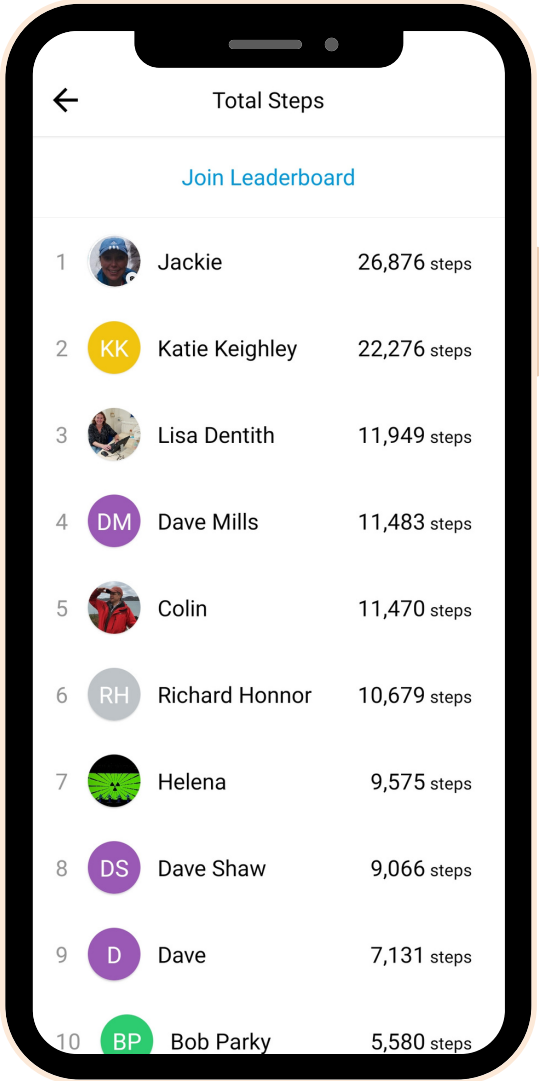 Total Steps
Join Leaderboard
1 Jackie 26,876 steps
2 KK Katie Keighley 22,276 steps
3 Lisa Dentith 11,949 steps
4 DM Dave Mills 11,483 steps
5 Colin 11,470 steps
6 RH Richard Honnor 10,679 steps
7 Helena 9,575 steps
8 DS Dave Shaw 9,066 steps
9 D Dave 7,131 steps
10 BP Bob Parky 5,580 steps